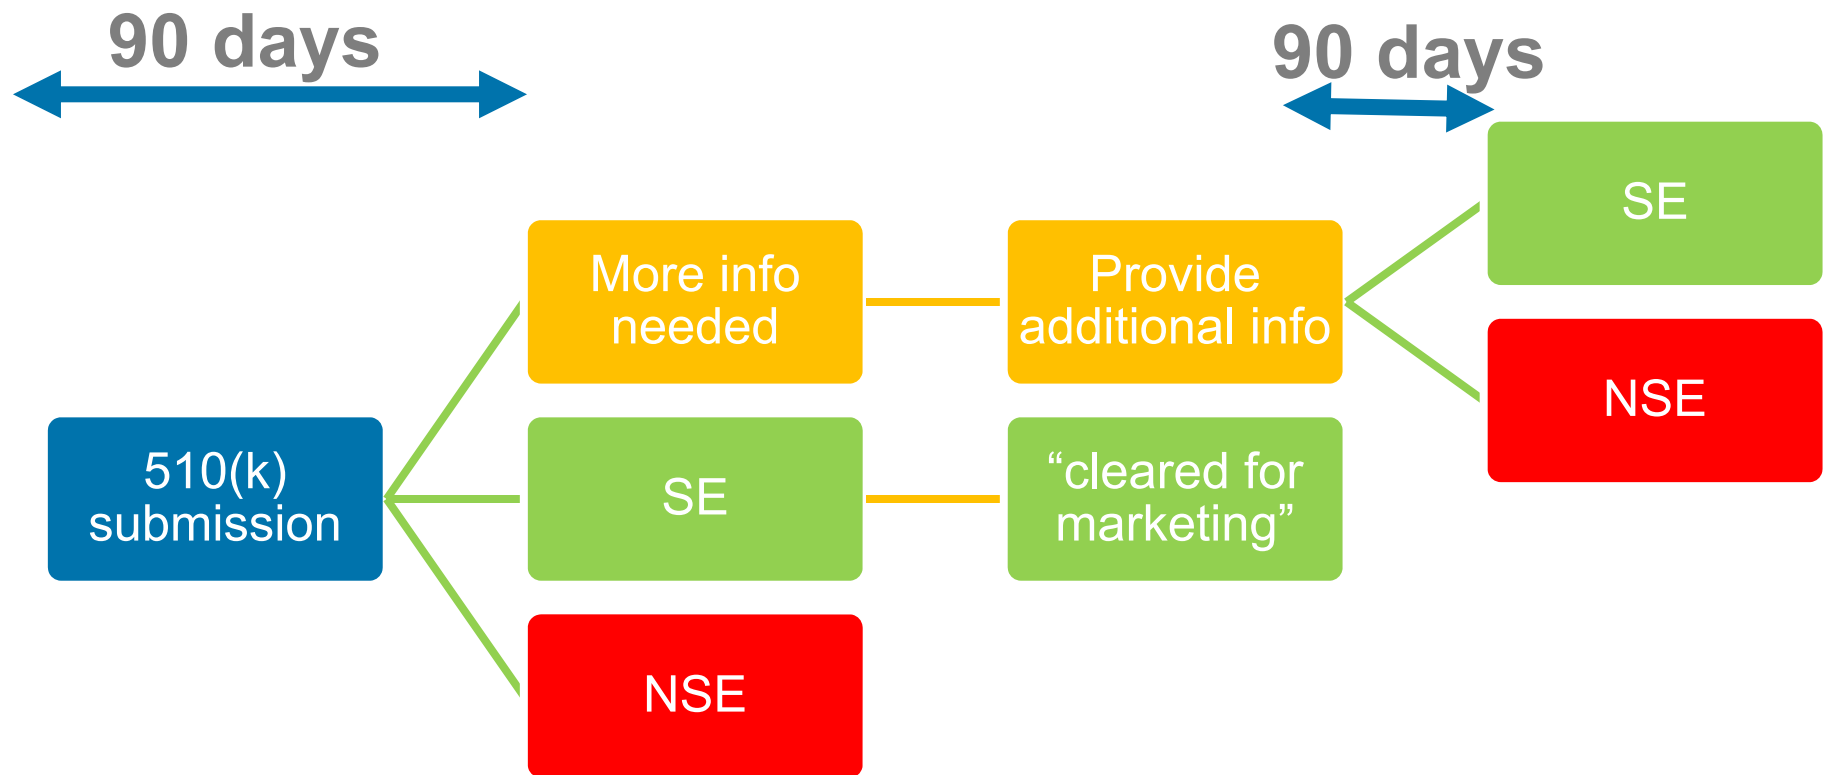 90 days
90 days
SE
More info
needed
Provide
additional info
NSE
510(k)
submission
SE
“cleared for
marketing”
NSE